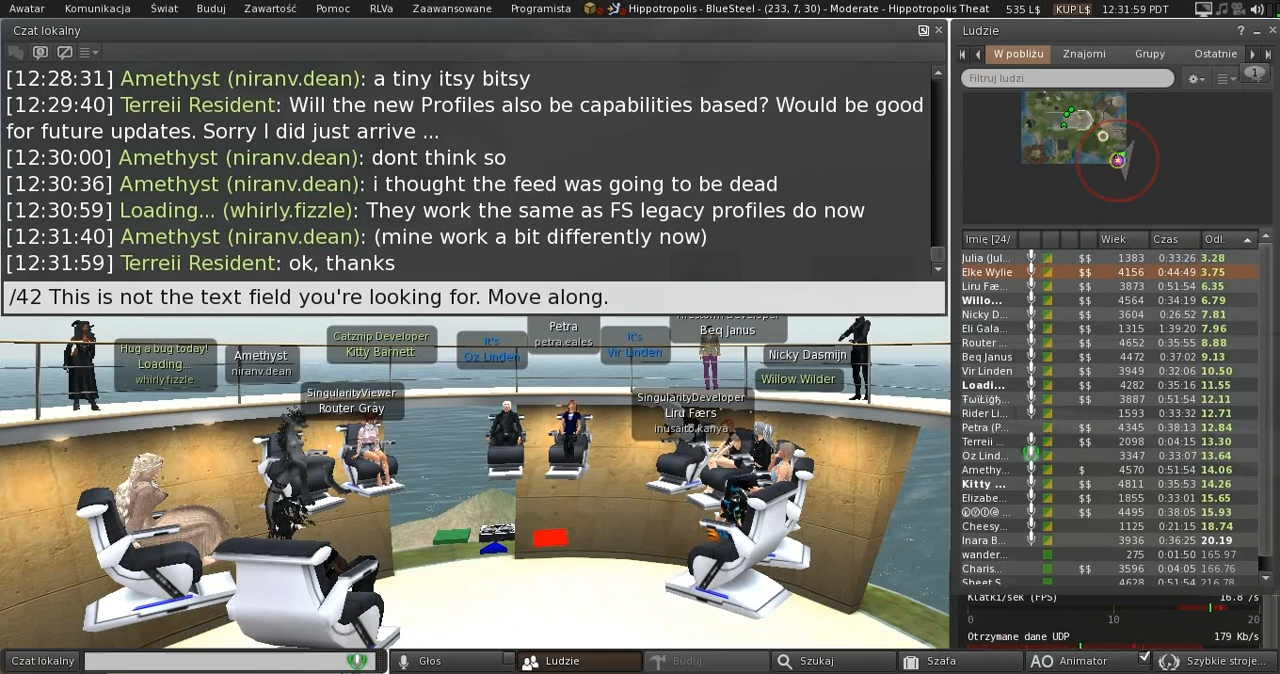 Awatar Komunikacja Świat Buduj Zawartość Pomoc RLVa Zaawansowane Programista Hippotropolis - BlueSteel - (233, 7, 30) - Moderate - Hippotropolis Theat 535 L$ KUP L$ 12:31:59 PDT
Czat lokalny
[12:28:31] Amethyst (niranv.dean): a tiny itsy bitsy
[12:29:40] Terreii Resident: Will the new Profiles also be capabilities based? Would be good
for future updates. Sorry I did just arrive ...
[12:30:00] Amethyst (niranv.dean): dont think so
[12:30:36] Amethyst (niranv.dean): i thought the feed was going to be dead
[12:30:59] Loading... (whirly.fizzle): They work the same as FS legacy profiles do now
[12:31:40] Amethyst (niranv.dean): (mine work a bit differently now)
[12:31:59] Terreii Resident: ok, thanks
/42 This is not the text field you're looking for. Move along.
Hug a bug today!
Loading...
whirly.fizzle
Amethyst
niranv.dean
Catznip Developer
Kitty Barnett
It's
Oz Linden
Petra
petra.eales
It's
Vir Linden
Beq Janus
Nicky Dasmijn
Willow Wilder
SingularityViewer
Router Gray
SingularityDeveloper
Liru Færs
inusaito.kanya
Ludzie
W pobliżu Znajomi Grupy Ostatnie
Filtruj ludzi
1
Imię [24/ Wiek Czas Odl.
Julia (Jul... $$ 1383 0:33:26 3.28
Elke Wylie $$ 4156 0:44:49 3.75
Liru Fæ... $$ 3873 0:51:54 6.35
Willo... $$ 4564 0:34:19 6.79
Nicky D... $$ 3604 0:26:52 7.81
Eli Gala... $$ 1315 1:39:20 7.96
Router ... $$ 4652 0:35:55 8.88
Beq Janus $$ 4472 0:37:02 9.13
Vir Linden $$ 3949 0:32:06 10.50
Loadi... $$ 4282 0:35:16 11.55
$$ 3887 0:51:54 12.11
Rider Li... 1593 0:33:32 12.71
Petra (P... $$ 4345 0:38:13 12.84
Terreii ... $$ 2098 0:04:15 13.30
Oz Lind... 3347 0:33:07 13.64
Amethy... $ 4570 0:51:54 14.06
Kitty ... $$ 4811 0:35:53 14.26
Elizabe... $$ 1855 0:33:01 15.65
$$ 4495 0:38:05 15.93
Cheesy... 1125 0:21:15 18.74
Inara B... $$ 3936 0:36:25 20.19
wander... 275 0:01:50 165.97
Charis... $$ 3596 0:04:05 166.76
Sheet S... 4628 0:51:54 216.78
Klatki/sek (FPS) 16.8 /s
0 10 20
Otrzymane dane UDP 179 Kb/s
Czat lokalny Głos Ludzie Buduj Szukaj Szafa AO Animator Szybkie stroje...